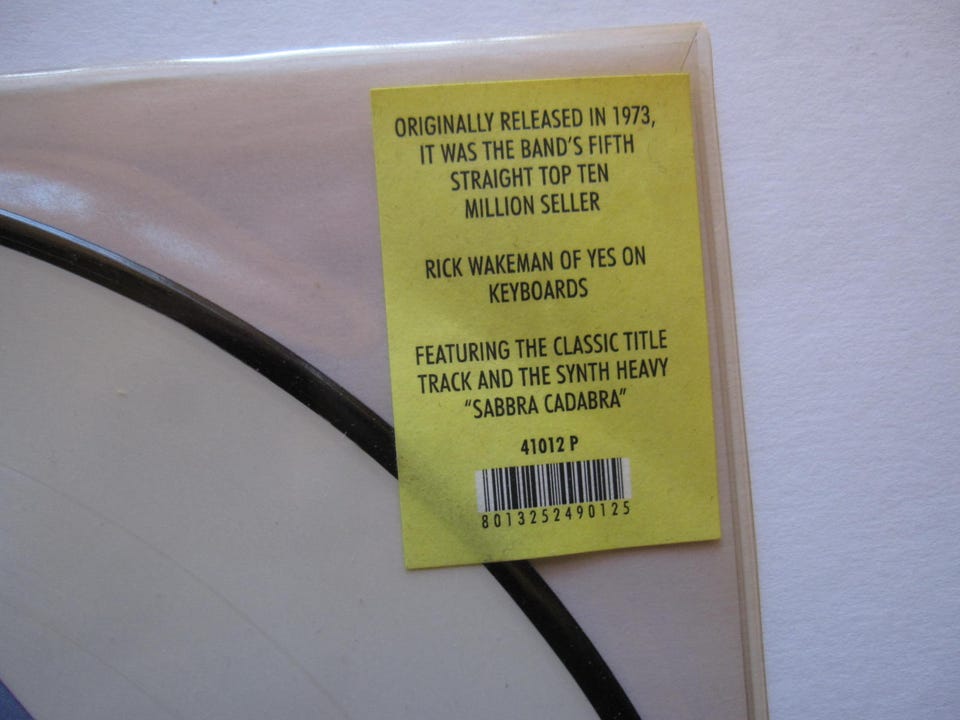 ORIGINALLY RELEASED IN 1973,
IT WAS THE BAND'S FIFTH
STRAIGHT TOP TEN
MILLION SELLER
RICK WAKEMAN OF YES ON
KEYBOARDS
FEATURING THE CLASSIC TITLE
TRACK AND THE SYNTH HEAVY
"SABBRA CADABRA"
41012 P
8013252490125